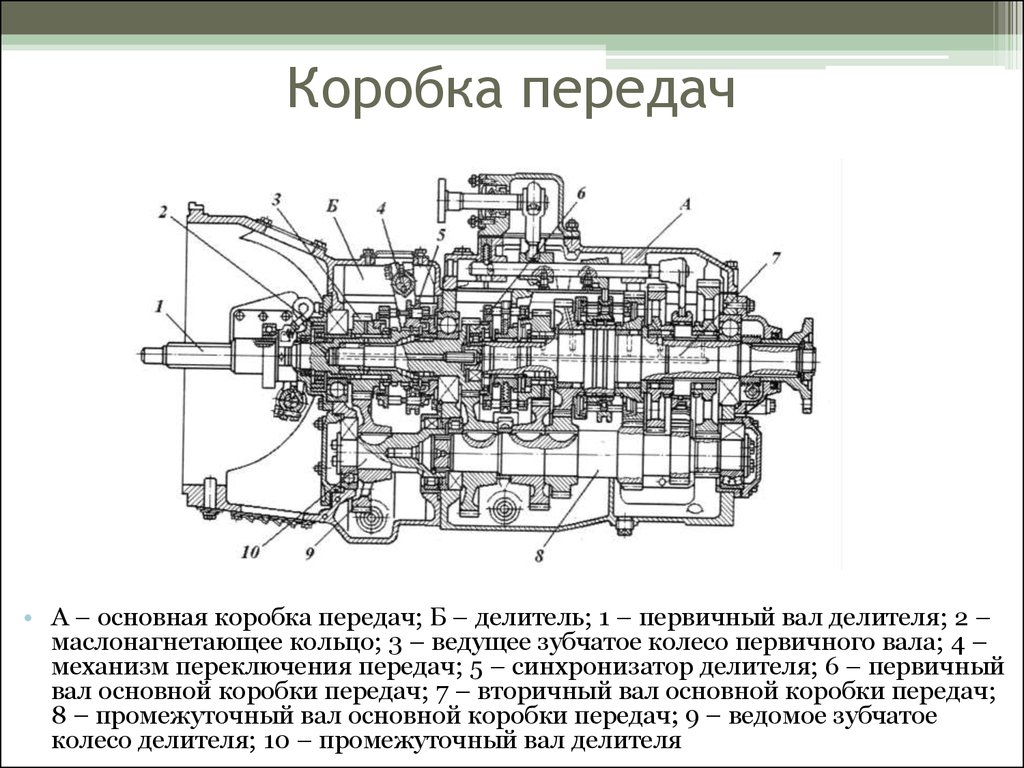 Коробка передач
6
3
Б
4
А
2
5
7
1
10
9
8
• А – основная коробка передач; Б – делитель; 1 – первичный вал делителя; 2 –
маслонагнетающее кольцо; 3 – ведущее зубчатое колесо первичного вала; 4 –
механизм переключения передач; 5 – синхронизатор делителя; 6 – первичный
вал основной коробки передач; 7 – вторичный вал основной коробки передач;
8 – промежуточный вал основной коробки передач; 9 – ведомое зубчатое
колесо делителя; 10 – промежуточный вал делителя